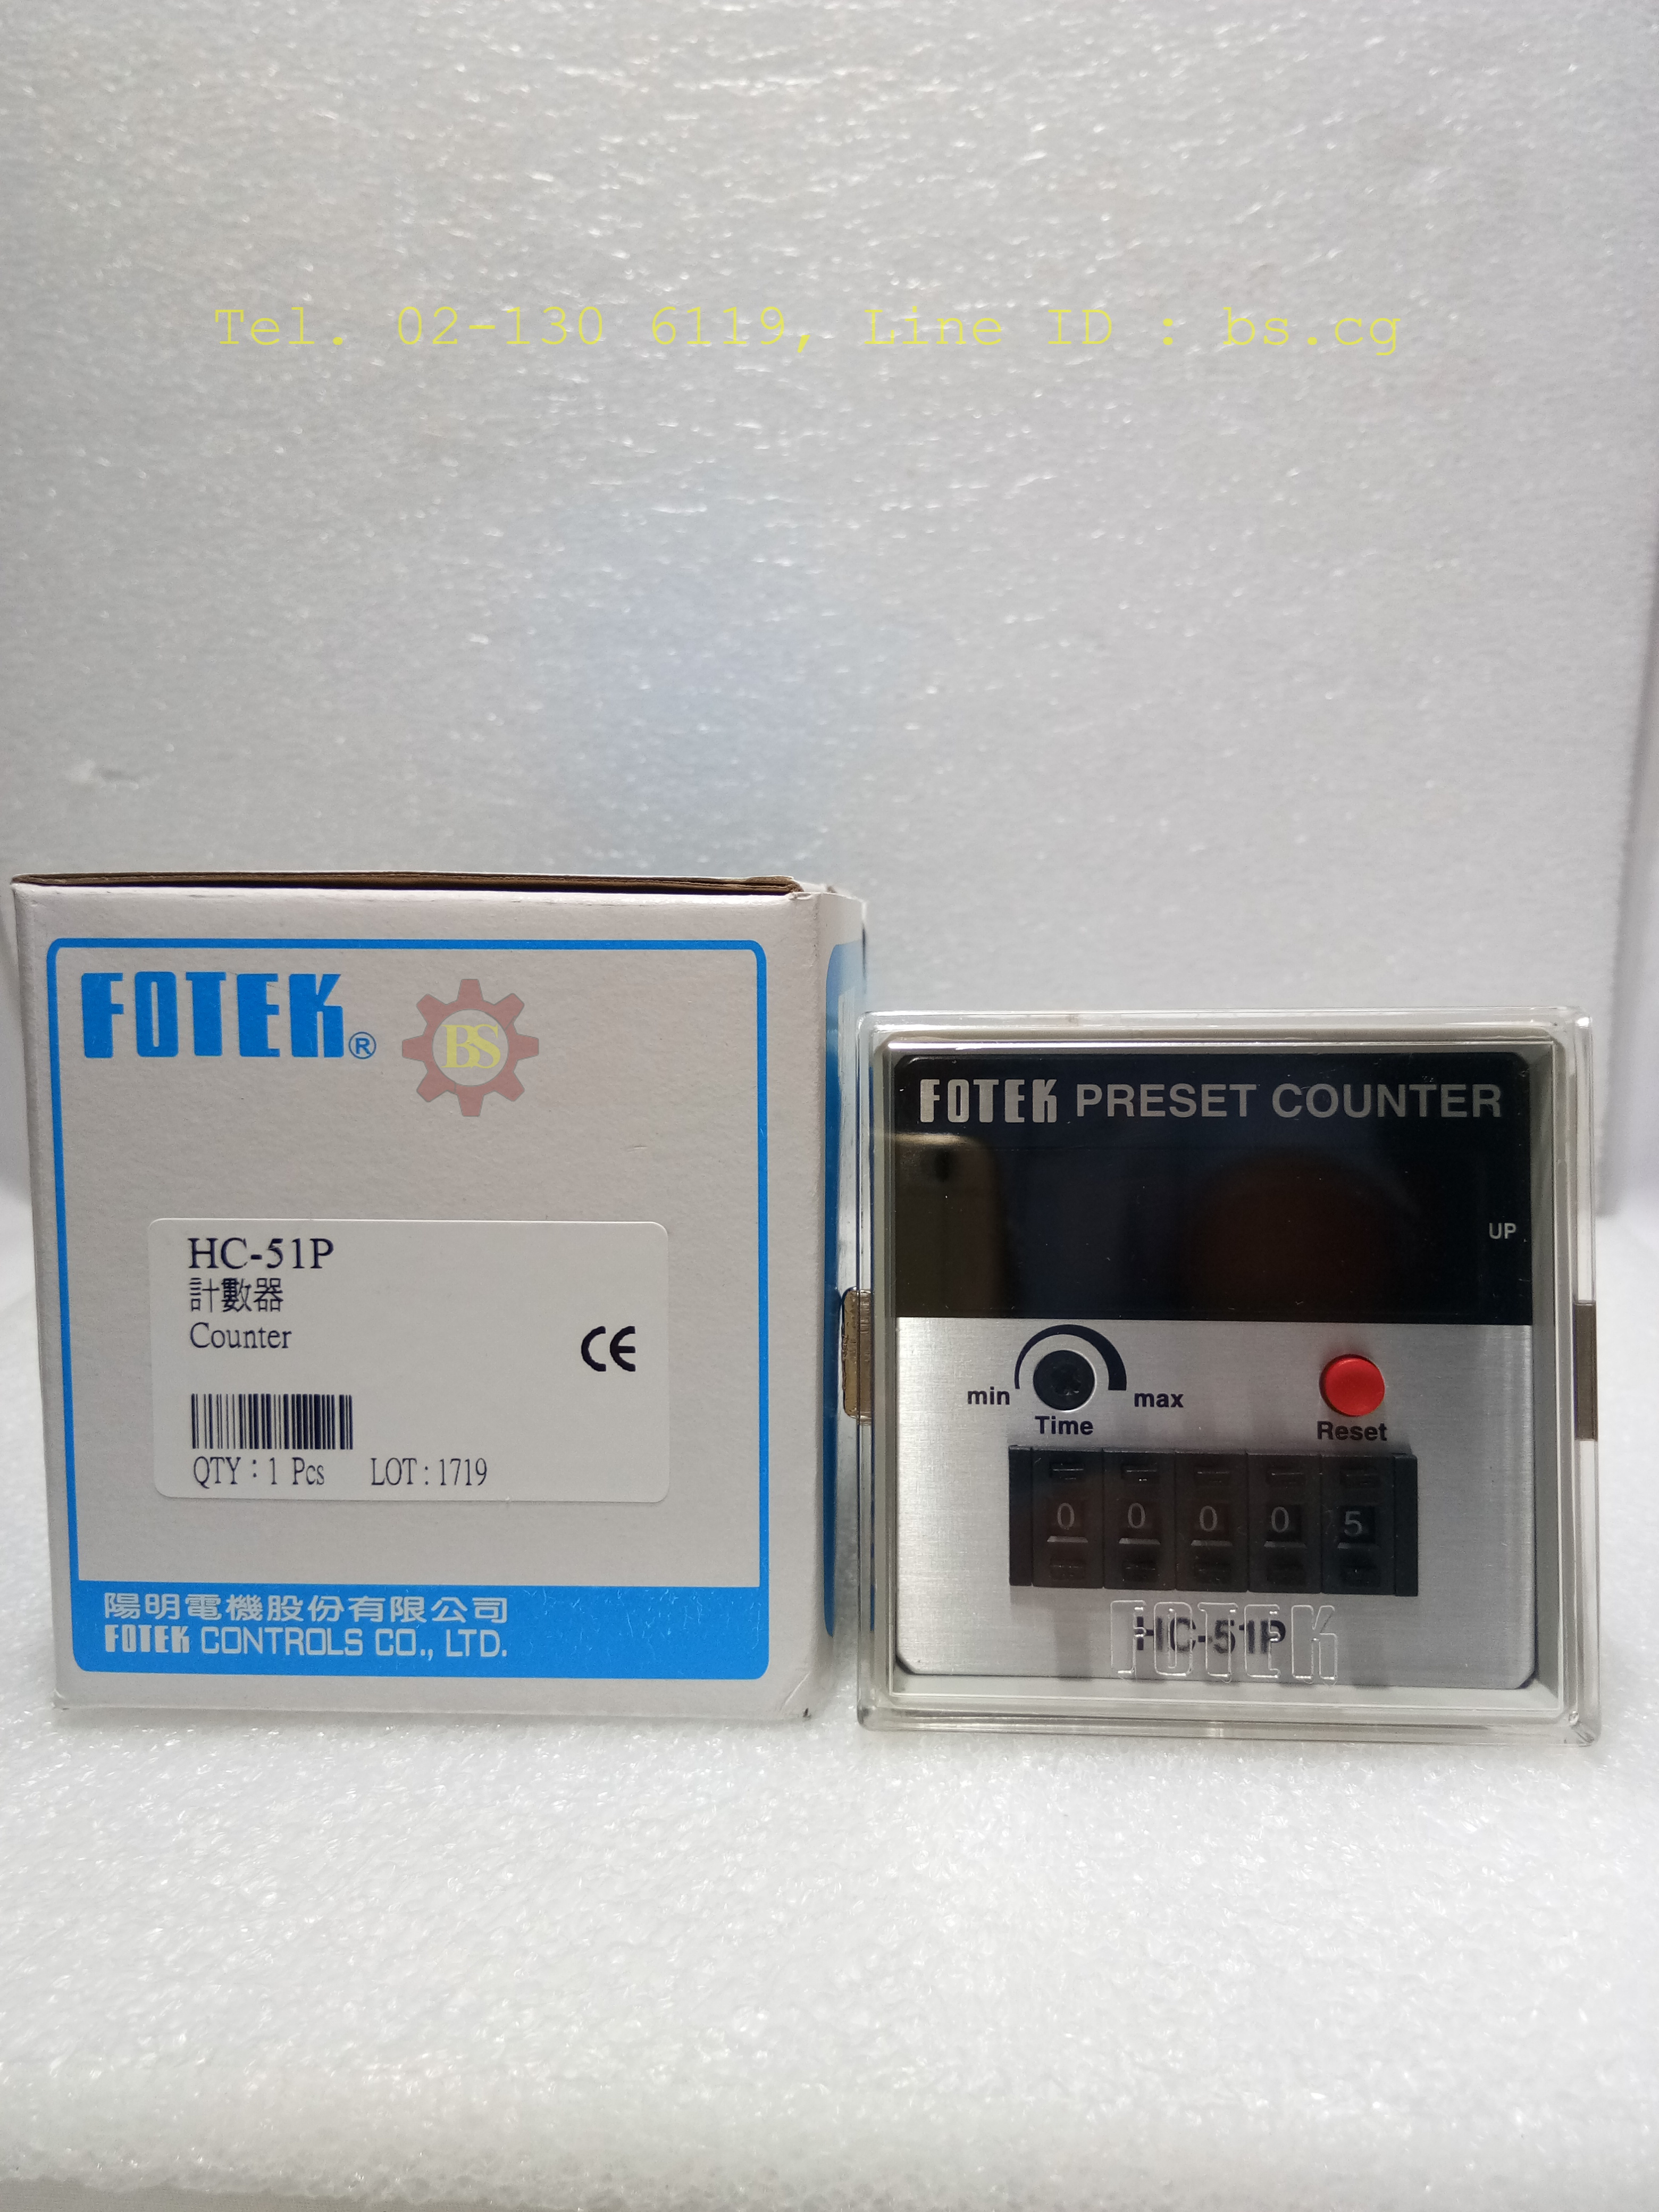 Tel. 02-130 6119, Line ID : bs.cg
FOTEK®
BS
HC-51P
計數器
Counter
CE
QTY：1 Pcs LOT : 1719
陽明電機股份有限公司
FOTEK CONTROLS CO., LTD.
FOTEK PRESET COUNTER
UP
min max
Time
Reset
0 0 0 0 5
HC-51P
FOTEK